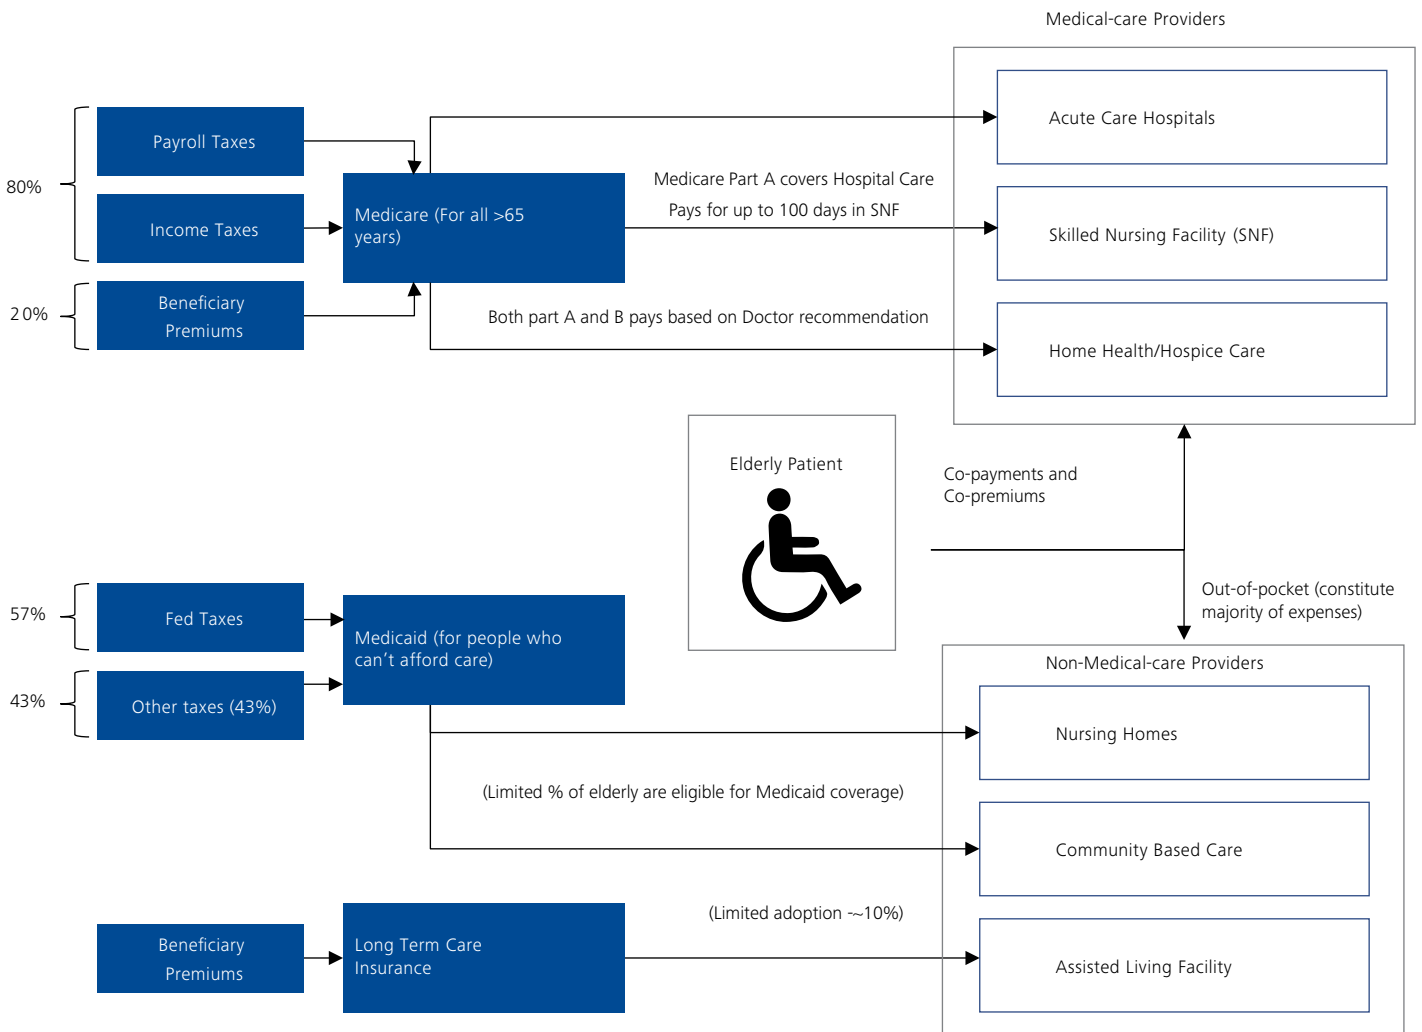 Medical-care Providers
Payroll Taxes
Acute Care Hospitals
80%
Medicare Part A covers Hospital Care
Pays for up to 100 days in SNF
Medicare (For all >65
years)
Income Taxes
Skilled Nursing Facility (SNF)
Beneficiary
Premiums
20%
Both part A and B pays based on Doctor recommendation
Home Health/Hospice Care
Elderly Patient
Co-payments and
Co-premiums
Out-of-pocket (constitute
majority of expenses)
57%
Fed Taxes
Medicaid (for people who
can't afford care)
43%
Other taxes (43%)
Non-Medical-care Providers
Nursing Homes
(Limited % of elderly are eligible for Medicaid coverage)
Community Based Care
(Limited adoption -~10%)
Beneficiary
Premiums
Long Term Care
Insurance
Assisted Living Facility